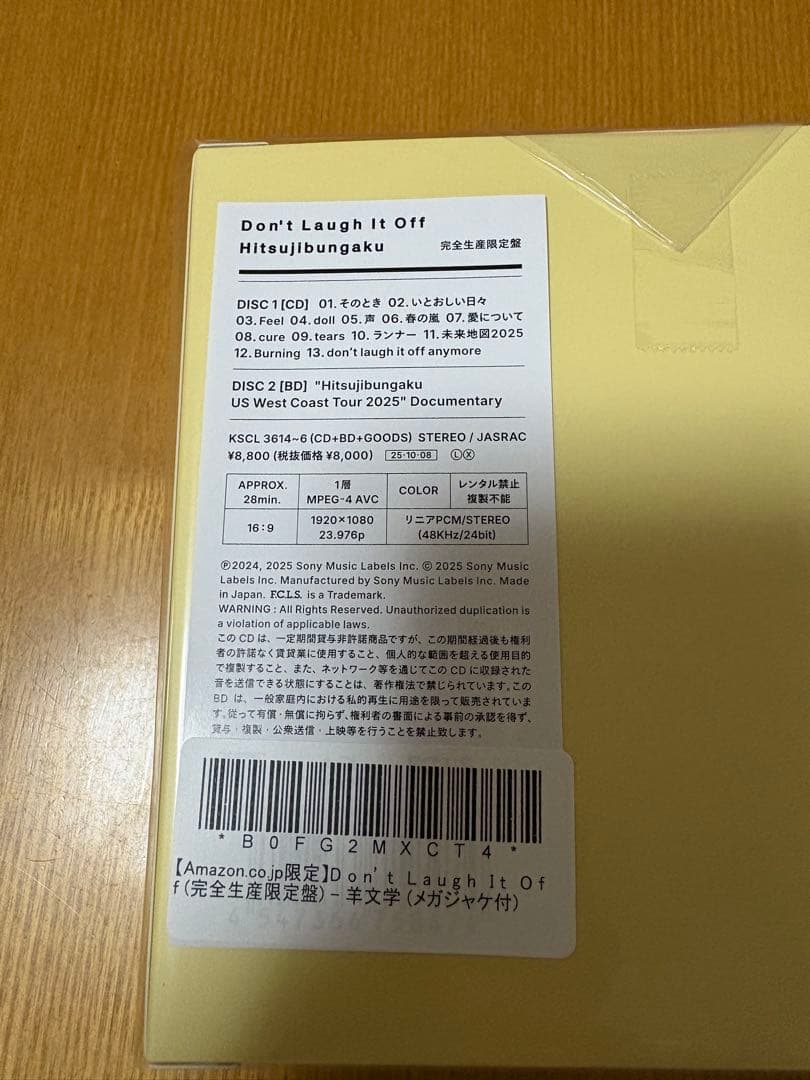 Don't Laugh It Off
Hitsujibungaku 完全生産限定盤
DISC 1 [CD] 01.そのとき 02.いとおしい日々
03.Feel 04.doll 05.声 06.春の嵐 07.愛について
08.cure 09.tears 10.ランナー 11.未来地図2025
12.Burning 13.don't laugh it off anymore
DISC 2 [BD] "Hitsujibungaku
US West Coast Tour 2025" Documentary
KSCL 3614~6 (CD+BD+GOODS) STEREO / JASRAC
¥8,800 (税抜価格 ¥8,000) 25・10・08 Ⓛ Ⓧ
APPROX. 28min. 1層 MPEG-4 AVC COLOR レンタル禁止 複製不能
16:9 1920×1080 23.976p リニアPCM/STEREO (48KHz/24bit)
Ⓟ2024, 2025 Sony Music Labels Inc. © 2025 Sony Music
Labels Inc. Manufactured by Sony Music Labels Inc. Made
in Japan. F.C.L.S. is a Trademark.
WARNING : All Rights Reserved. Unauthorized duplication is
a violation of applicable laws.
このCDは、一定期間貸与非許諾商品ですが、この期間経過後も権利
者の許諾なく賃貸業に使用すること、個人的な範囲を超える使用目的
で複製すること、また、ネットワーク等を通じてこのCDに収録された
音を送信できる状態にすることは、著作権法で禁じられています。この
BDは、一般家庭内における私的再生に用途を限って販売されていま
す。従って有償・無償に拘らず、権利者の書面による事前の承認を得ず、
貸与・複製・公衆送信・上映等を行うことを禁止致します。
*B0FG2MXCT4*
【Amazon.co.jp限定】Don't Laugh It Of
f(完全生産限定盤) - 羊文学 (メガジャケ付)